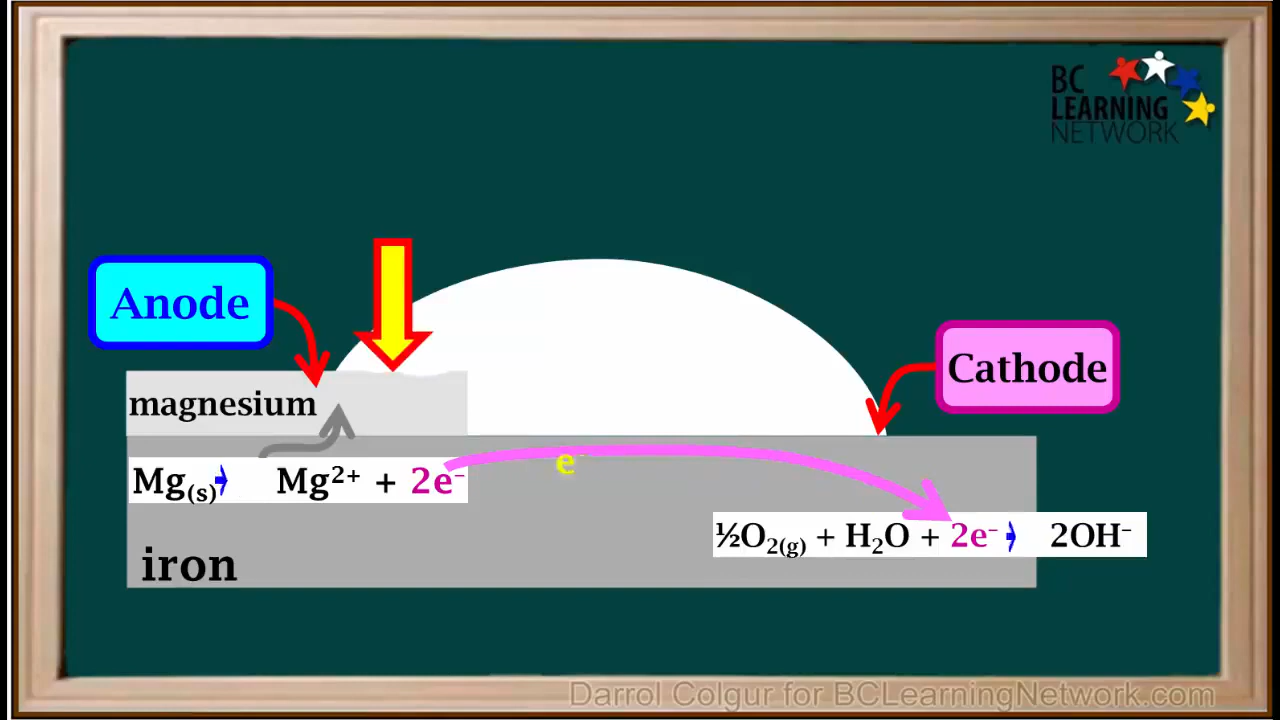 BC
LEARNING
NETWORK
Anode
Cathode
magnesium
e⁻
Mg₍ₛ₎ → Mg²⁺ + 2e⁻
½O₂₍g₎ + H₂O + 2e⁻ → 2OH⁻
iron
Darrol Colgur for BCLearningNetwork.com